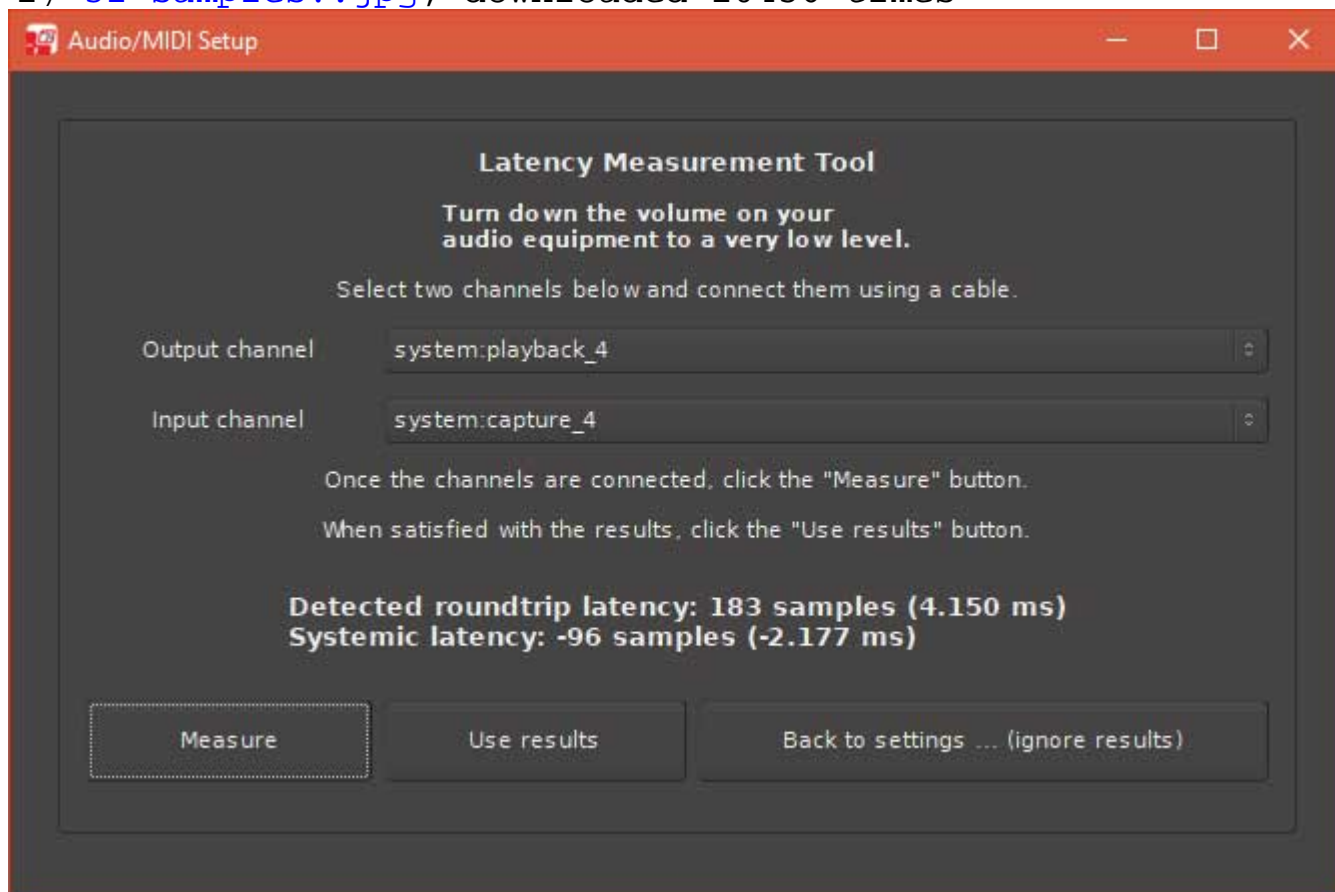 Audio/MIDI Setup
Latency Measurement Tool
Turn down the volume on your
audio equipment to a very low level.
Select two channels below and connect them using a cable.
Output channel system:playback_4
Input channel system:capture_4
Once the channels are connected, click the "Measure" button.
When satisfied with the results, click the "Use results" button.
Detected roundtrip latency: 183 samples (4.150 ms)
Systemic latency: -96 samples (-2.177 ms)
Measure Use results Back to settings ... (ignore results)